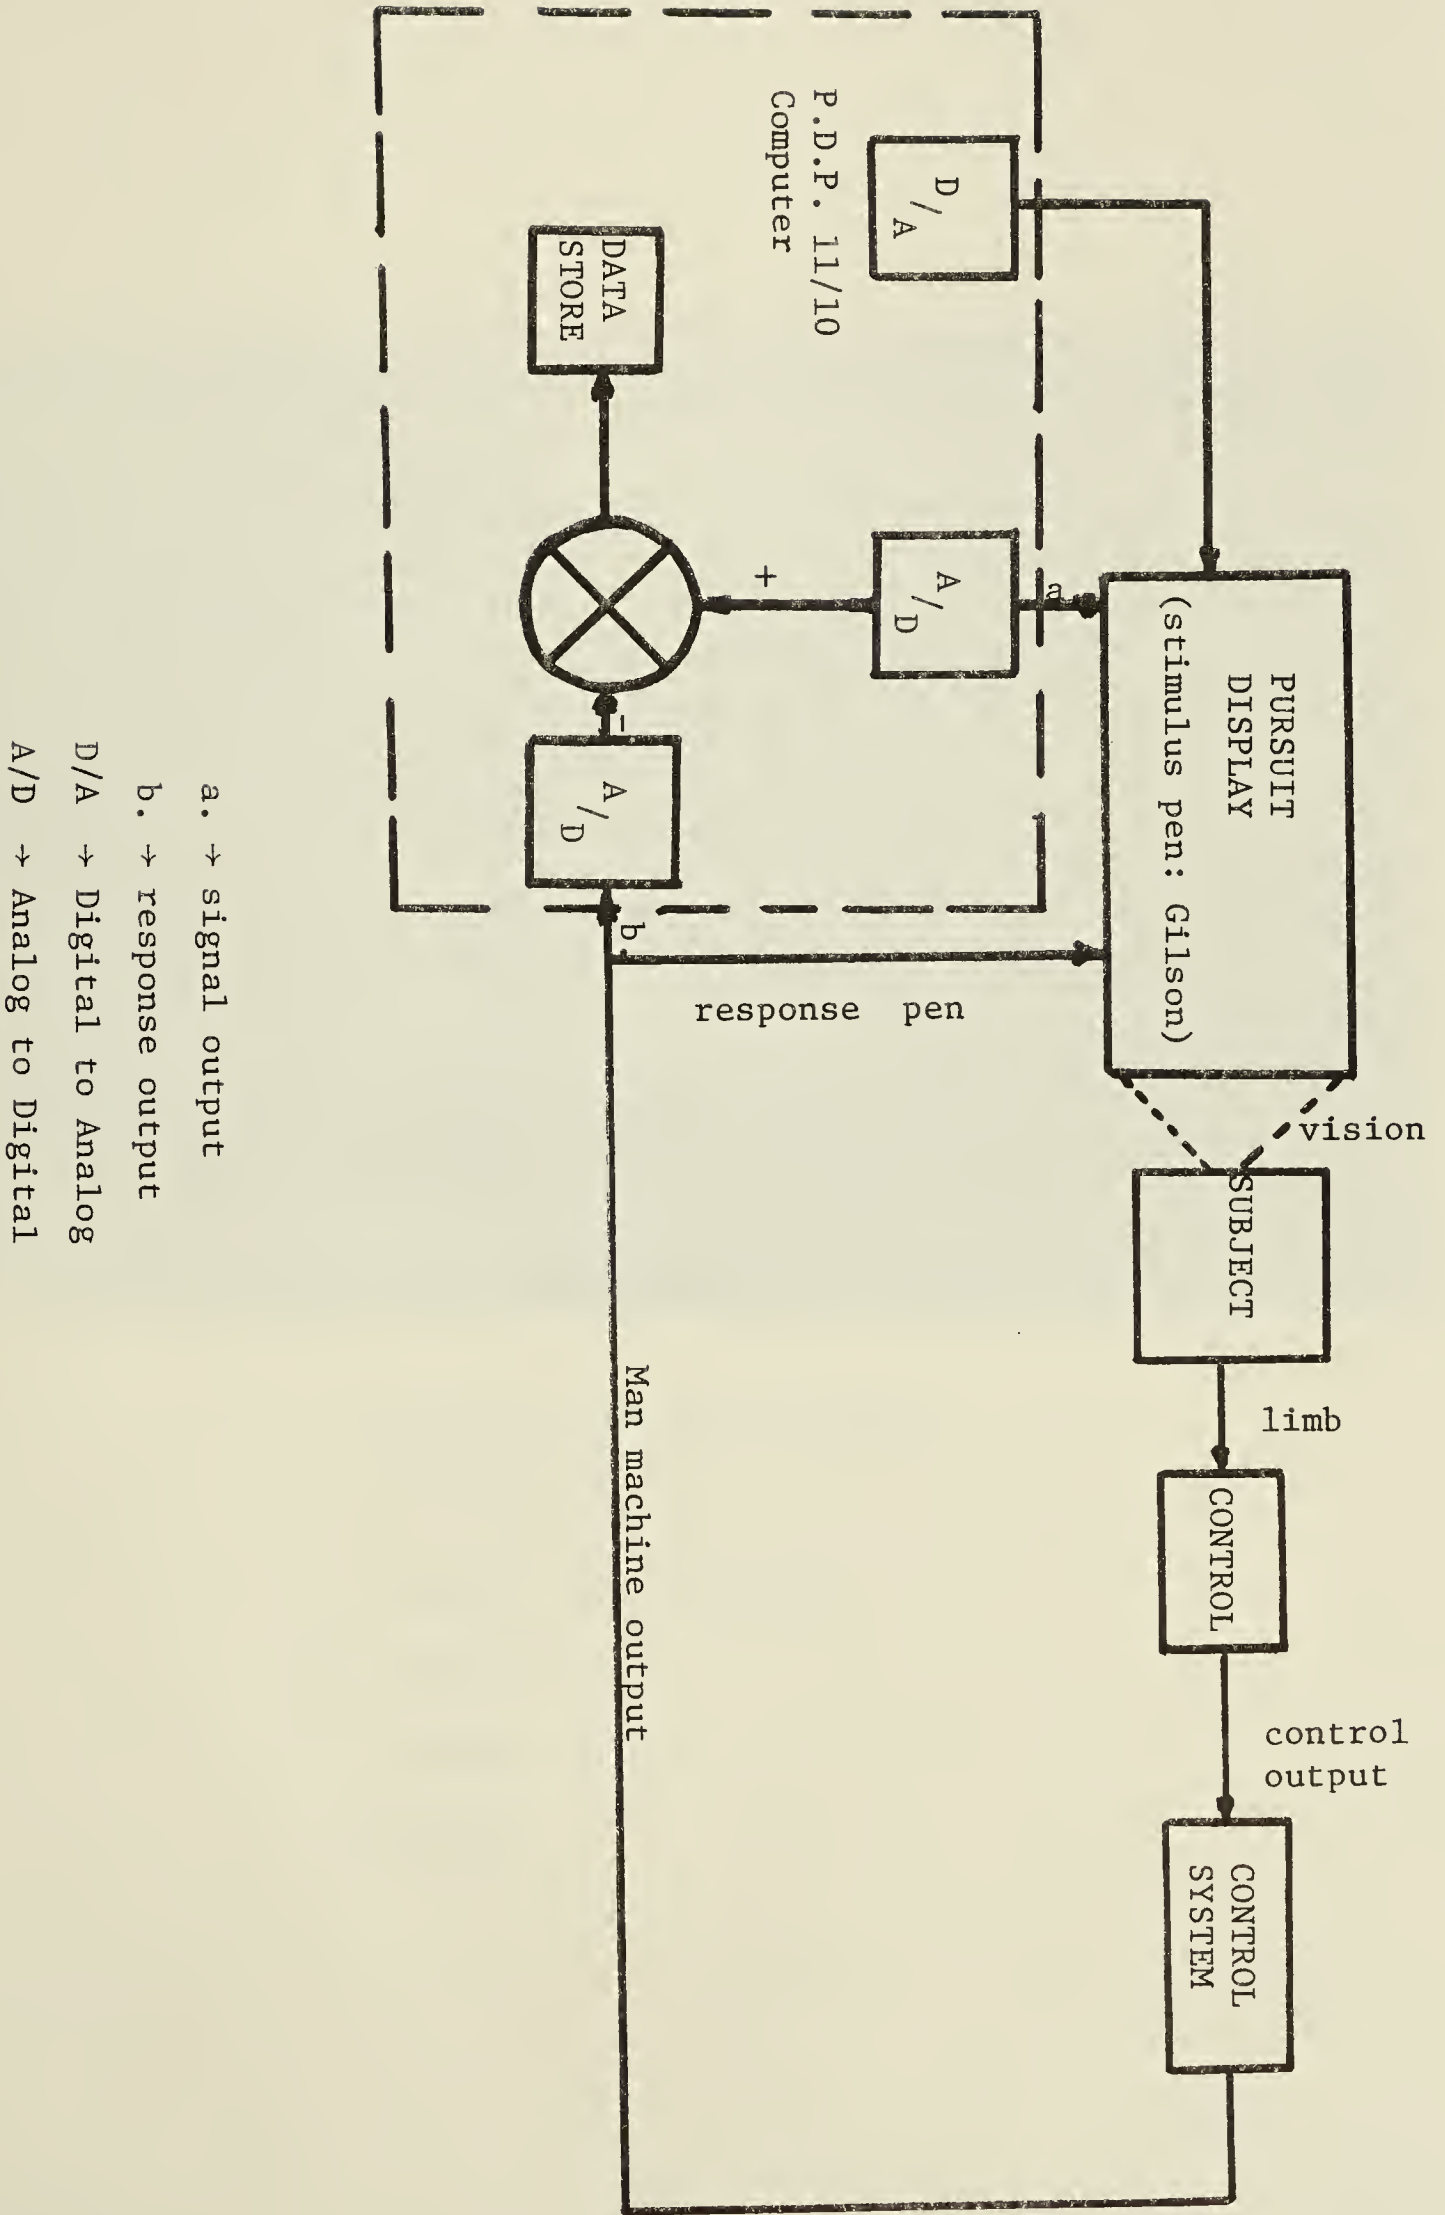 P.D.P. 11/10
Computer
D/A
PURSUIT
DISPLAY
(stimulus pen: Gilson)
vision
SUBJECT
limb
CONTROL
control
output
CONTROL
SYSTEM
DATA
STORE
+
A/D
a
-
A/D
b
response pen
Man machine output
a. → signal output
b. → response output
D/A → Digital to Analog
A/D → Analog to Digital